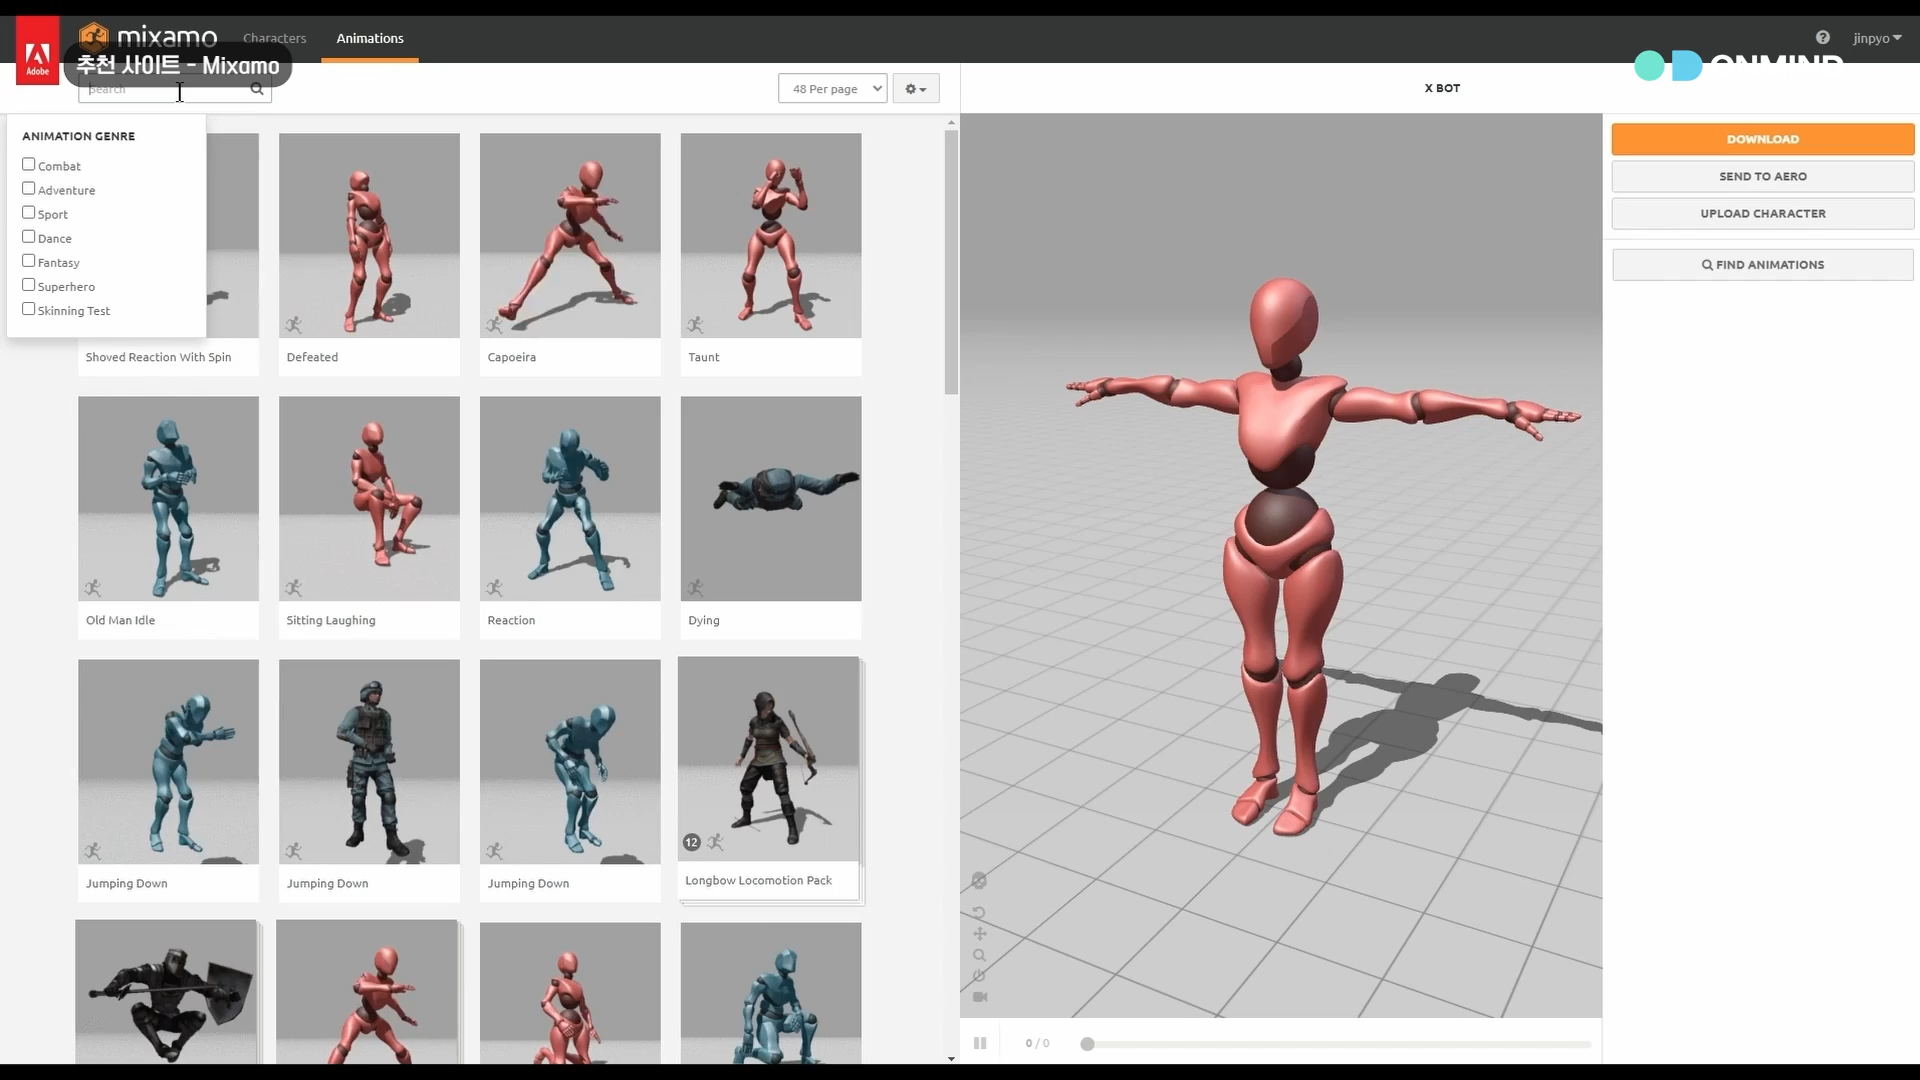 Adobe
mixamo
Characters
Animations
jinpyo
추천 사이트 - Mixamo
ONMIND
Search
48 Per page
X BOT
ANIMATION GENRE
Combat
Adventure
Sport
Dance
Fantasy
Superhero
Skinning Test
Shoved Reaction With Spin
Defeated
Capoeira
Taunt
Old Man Idle
Sitting Laughing
Reaction
Dying
Jumping Down
Jumping Down
Jumping Down
12
Longbow Locomotion Pack
DOWNLOAD
SEND TO AERO
UPLOAD CHARACTER
FIND ANIMATIONS
0 / 0